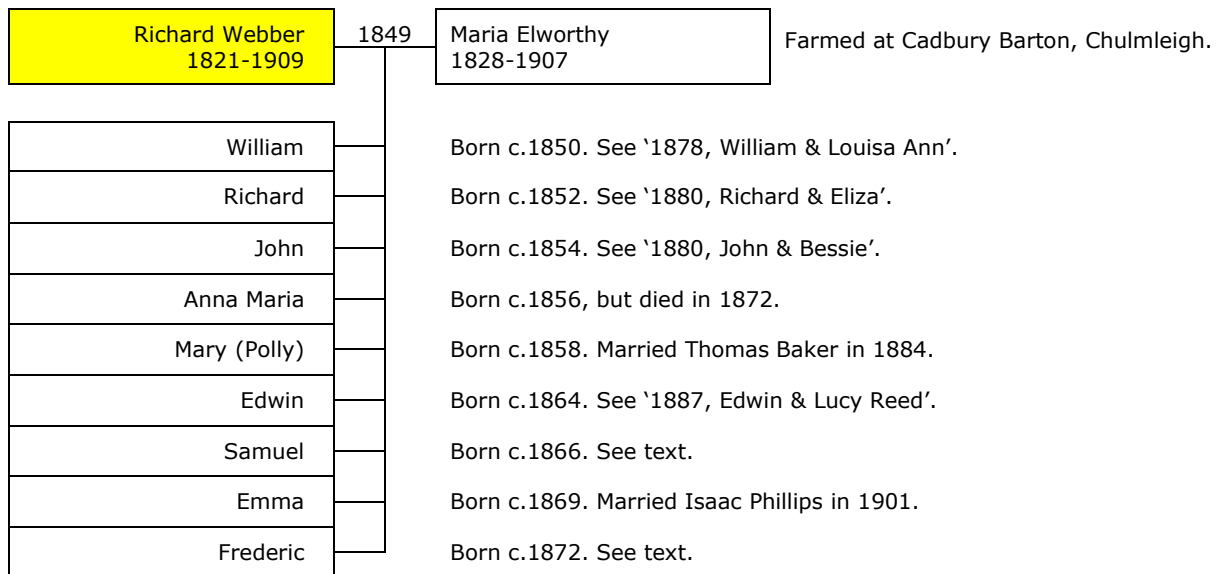 Richard Webber 1849 Maria Elworthy Farmed at Cadbury Barton, Chulmleigh.
1821-1909 1828-1907
William Born c.1850. See ‘1878, William & Louisa Ann’.
Richard Born c.1852. See ‘1880, Richard & Eliza’.
John Born c.1854. See ‘1880, John & Bessie’.
Anna Maria Born c.1856, but died in 1872.
Mary (Polly) Born c.1858. Married Thomas Baker in 1884.
Edwin Born c.1864. See ‘1887, Edwin & Lucy Reed’.
Samuel Born c.1866. See text.
Emma Born c.1869. Married Isaac Phillips in 1901.
Frederic Born c.1872. See text.